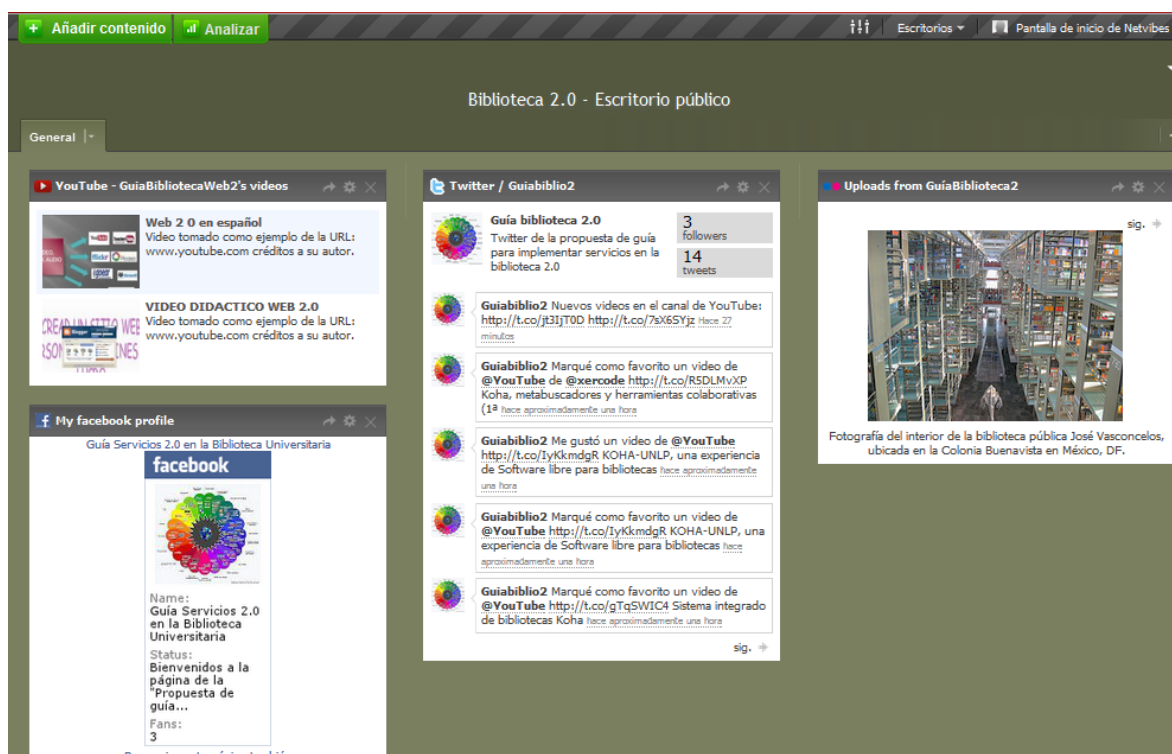 Añadir contenido
Analizar
Escritorios
Pantalla de inicio de Netvibes
Biblioteca 2.0 - Escritorio público
General
YouTube - GuiaBibliotecaWeb2's videos
Web 2 0 en español
Video tomado como ejemplo de la URL:
www.youtube.com créditos a su autor.
VIDEO DIDACTICO WEB 2.0
Video tomado como ejemplo de la URL:
www.youtube.com créditos a su autor.
My facebook profile
Guía Servicios 2.0 en la Biblioteca Universitaria
facebook
Name:
Guía Servicios 2.0
en la Biblioteca
Universitaria
Status:
Bienvenidos a la
página de la
"Propuesta de
guía...
Fans:
3
Twitter / Guiabiblio2
Guía biblioteca 2.0
Twitter de la propuesta de guía
para implementar servicios en la
biblioteca 2.0
3
followers
14
tweets
Guiabiblio2 Nuevos videos en el canal de YouTube:
http://t.co/jt3IjT0D http://t.co/7sX6SYjz Hace 27
minutos
Guiabiblio2 Marqué como favorito un video de
@YouTube de @xercode http://t.co/R5DLMvXP
Koha, metabuscadores y herramientas colaborativas
(1ª hace aproximadamente una hora
Guiabiblio2 Me gustó un video de @YouTube
http://t.co/IyKkmdgR KOHA-UNLP, una experiencia
de Software libre para bibliotecas hace aproximadamente
una hora
Guiabiblio2 Marqué como favorito un video de
@YouTube http://t.co/IyKkmdgR KOHA-UNLP, una
experiencia de Software libre para bibliotecas hace
aproximadamente una hora
Guiabiblio2 Marqué como favorito un video de
@YouTube http://t.co/gTqSWIC4 Sistema integrado
de bibliotecas Koha hace aproximadamente una hora
sig.
Uploads from GuíaBiblioteca2
sig.
Fotografía del interior de la biblioteca pública José Vasconcelos,
ubicada en la Colonia Buenavista en México, DF.